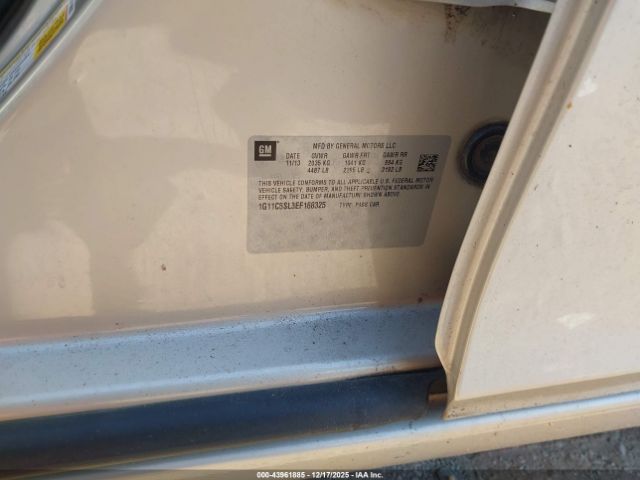 GM
MFD BY GENERAL MOTORS LLC
DATE GVWR GAWR FRT GAWR RR
11/13 2035 KG 1041 KG 994 KG
4487 LB 2295 LB 2192 LB
THIS VEHICLE CONFORMS TO ALL APPLICABLE U.S. FEDERAL MOTOR
VEHICLE SAFETY, BUMPER, AND THEFT PREVENTION STANDARDS IN
EFFECT ON THE DATE OF MANUFACTURE SHOWN ABOVE.
1G11C5SL3EF166325 TYPE: PASS CAR
000-43961885 - 12/17/2025 - IAAI.COM